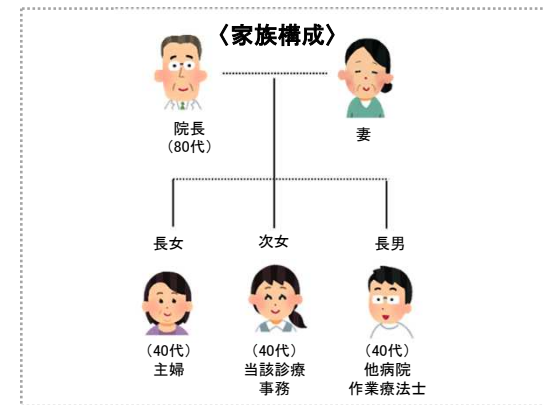 〈家族構成〉
院長
（80代）
妻
長女
次女
長男
（40代）
主婦
（40代）
当該診療
事務
（40代）
他病院
作業療法士